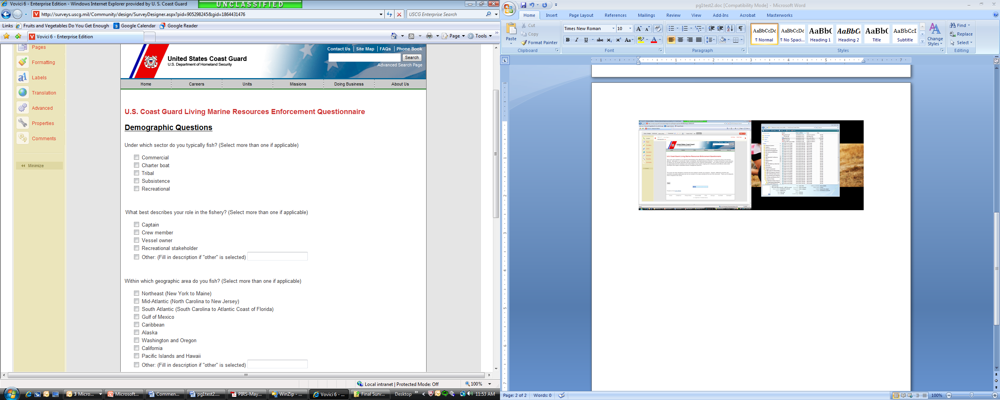 Vovici 6 - Enterprise Edition - Windows Internet Explorer provided by U. S. Coast Guard
UNCLASSIFIED
http://surveys.uscg.mil/Community/design/SurveyDesigner.aspx?pid=905298245&gid=1864431476
USCG Enterprise Search
Links Fruits and Vegetables Do You Get Enough Google Calendar Google Reader
Vovici 6 - Enterprise Edition
Page Tools
Pages
Formatting
Labels
Translation
Advanced
Properties
Comments
Minimize
Contact Us Site Map FAQs Phone Book
United States Coast Guard
U.S. Department of Homeland Security
Search
Advanced Search Page
Home Careers Units Missions Doing Business About Us
U.S. Coast Guard Living Marine Resources Enforcement Questionnaire
Demographic Questions
Under which sector do you typically fish? (Select more than one if applicable)
Commercial
Charter boat
Tribal
Subsistence
Recreational
What best describes your role in the fishery? (Select more than one if applicable)
Captain
Crew member
Vessel owner
Recreational stakeholder
Other: (Fill in description if "other" is selected)
Within which geographic area do you fish? (Select more than one if applicable)
Northeast (New York to Maine)
Mid-Atlantic (North Carolina to New Jersey)
South Atlantic (South Carolina to Atlantic Coast of Florida)
Gulf of Mexico
Caribbean
Alaska
Washington and Oregon
California
Pacific Islands and Hawaii
Other: (Fill in description if "other" is selected)
Local intranet | Protected Mode: Off 100%
3 Micro... Microsoft... Commen... pg1test2.... PIRS-May... WinZip - ... Vovici 6 - ... Final Surv... Desktop 11:53 AM
pg1test2.doc [Compatibility Mode] - Microsoft Word
Home Insert Page Layout References Mailings Review View Add-Ins Acrobat Masterworks
Paste
Cut
Copy
Format Painter
Clipboard
Times New Roman 10
Font
Paragraph
AaBbCcDd AaBbCcDd AaBbC AaBbC AaBbC AaBbCcI
¶ Normal ¶ No Spaci... Heading 1 Heading 2 Title Subtitle
Change Styles
Styles
Find
Replace
Select
Editing
U.S. Coast Guard Living Marine Resources Enforcement Questionnaire
Page: 2 of 2 Words: 0 100%